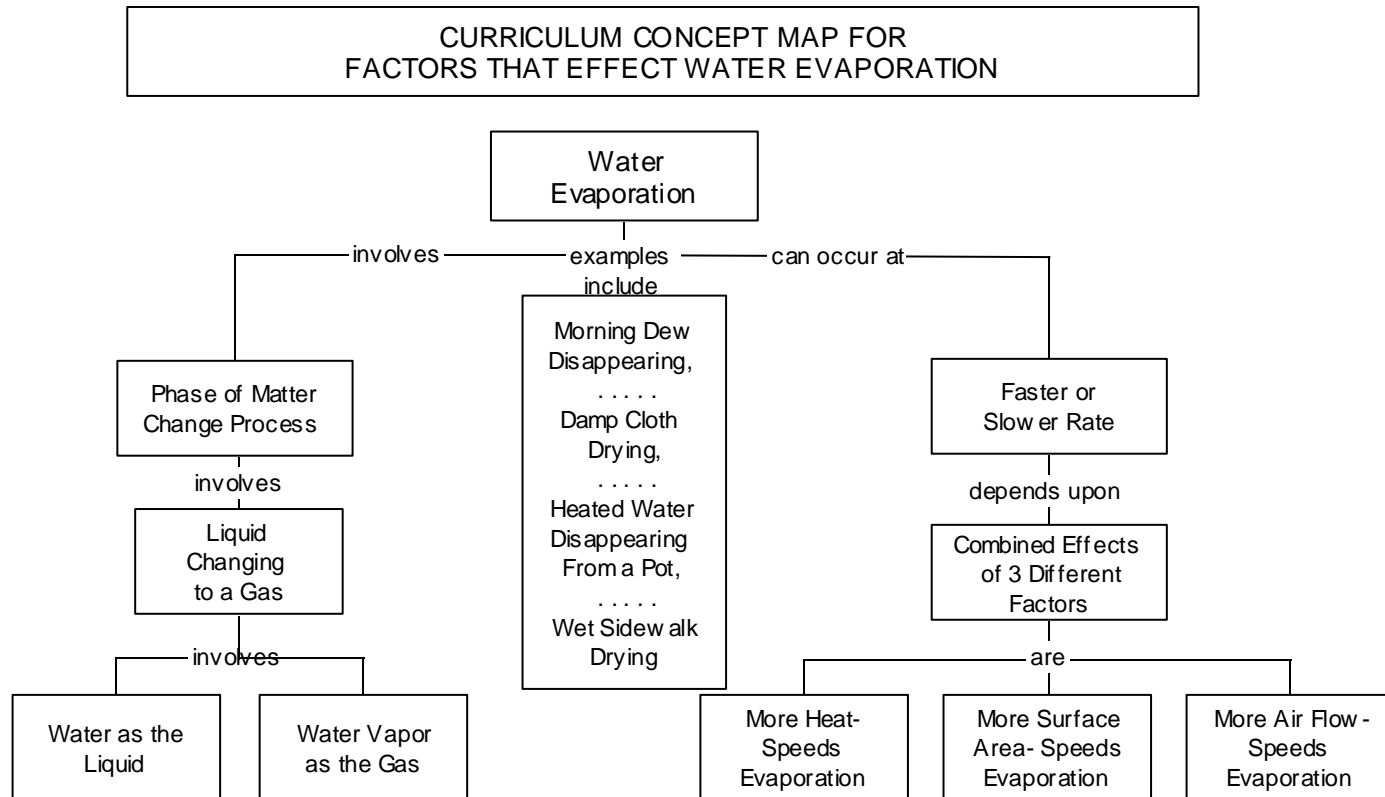 CURRICULUM CONCEPT MAP FOR
FACTORS THAT EFFECT WATER EVAPORATION
Water
Evaporation
involves
examples
include
can occur at
Phase of Matter
Change Process
involves
Liquid
Changing
to a Gas
involves
Water as the
Liquid
Water Vapor
as the Gas
Morning Dew
Disappearing,
. . . . .
Damp Cloth
Drying,
. . . . .
Heated Water
Disappearing
From a Pot,
. . . . .
Wet Sidewalk
Drying
Faster or
Slower Rate
depends upon
Combined Effects
of 3 Different
Factors
are
More Heat-
Speeds
Evaporation
More Surface
Area- Speeds
Evaporation
More Air Flow-
Speeds
Evaporation